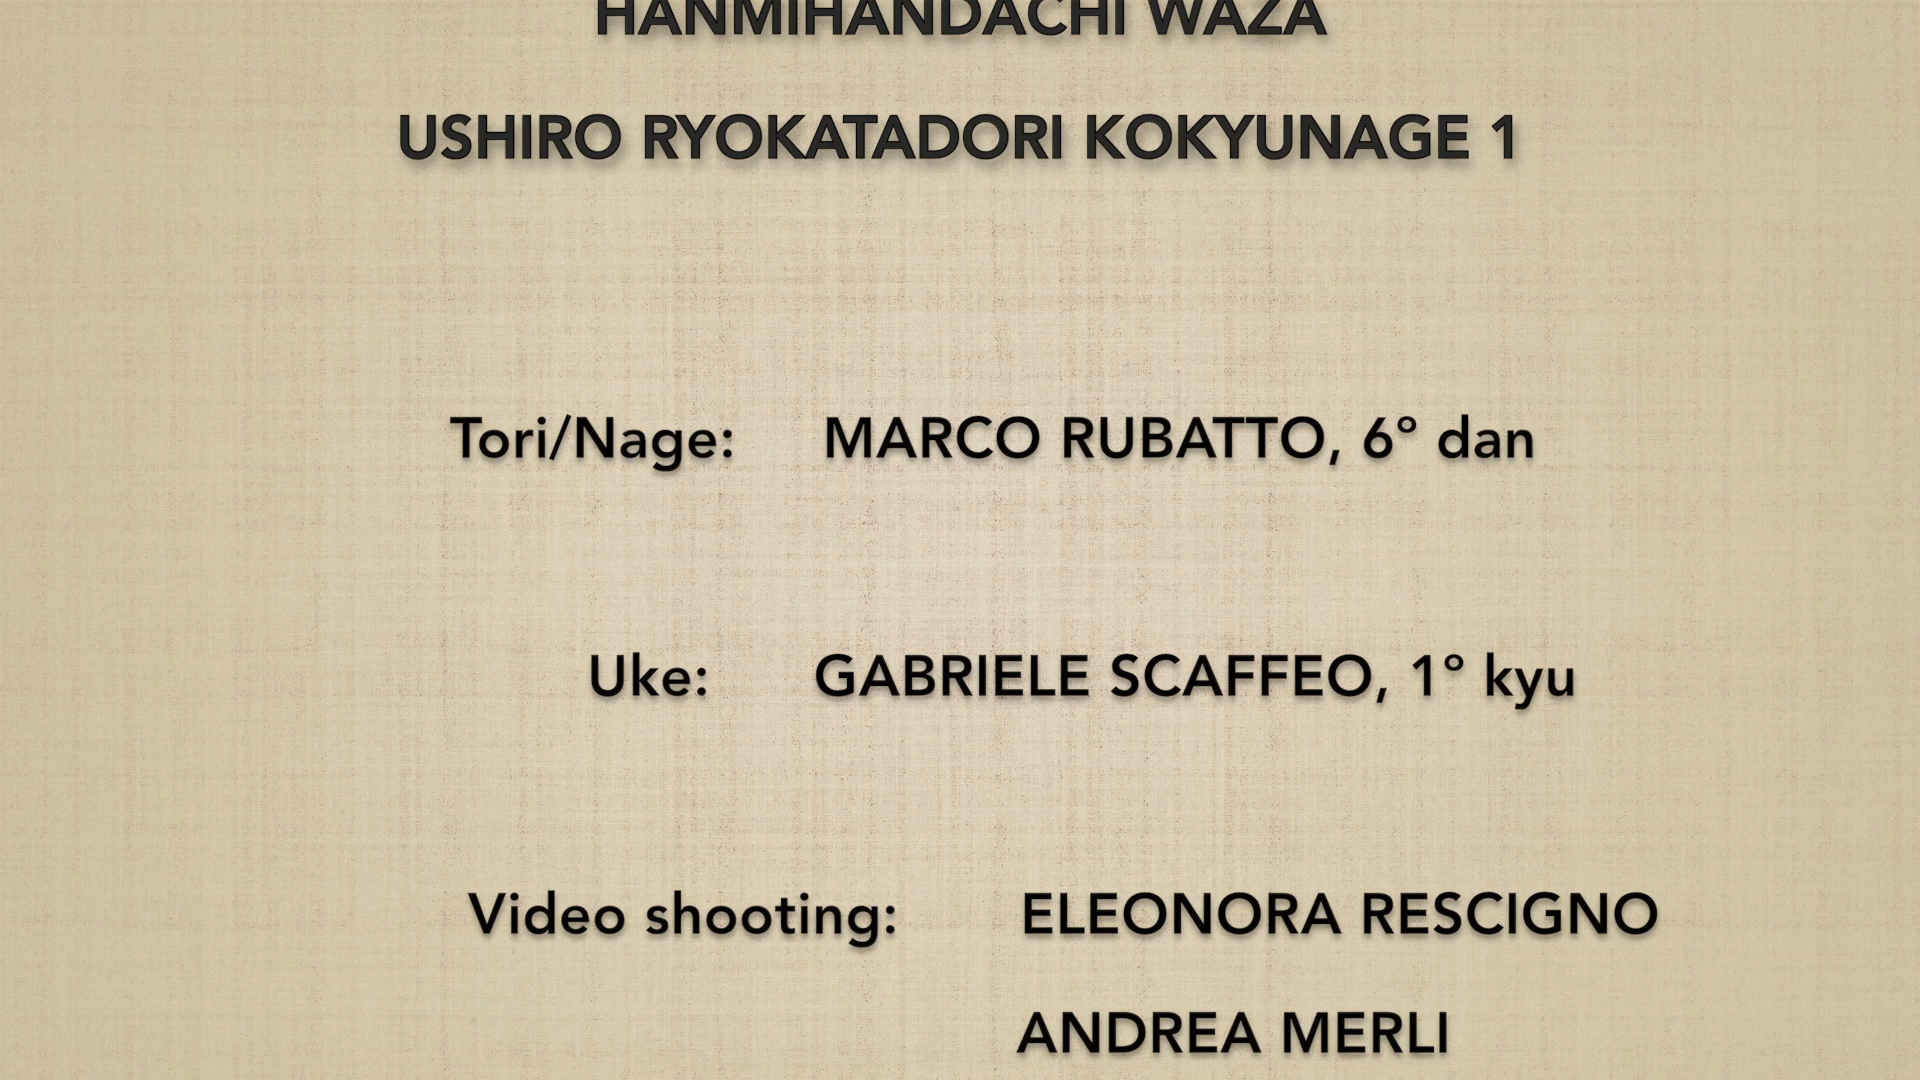 HANMIHANDACHI WAZA
USHIRO RYOKATADORI KOKYUNAGE 1
Tori/Nage: MARCO RUBATTO, 6° dan
Uke: GABRIELE SCAFFEO, 1° kyu
Video shooting: ELEONORA RESCIGNO
ANDREA MERLI